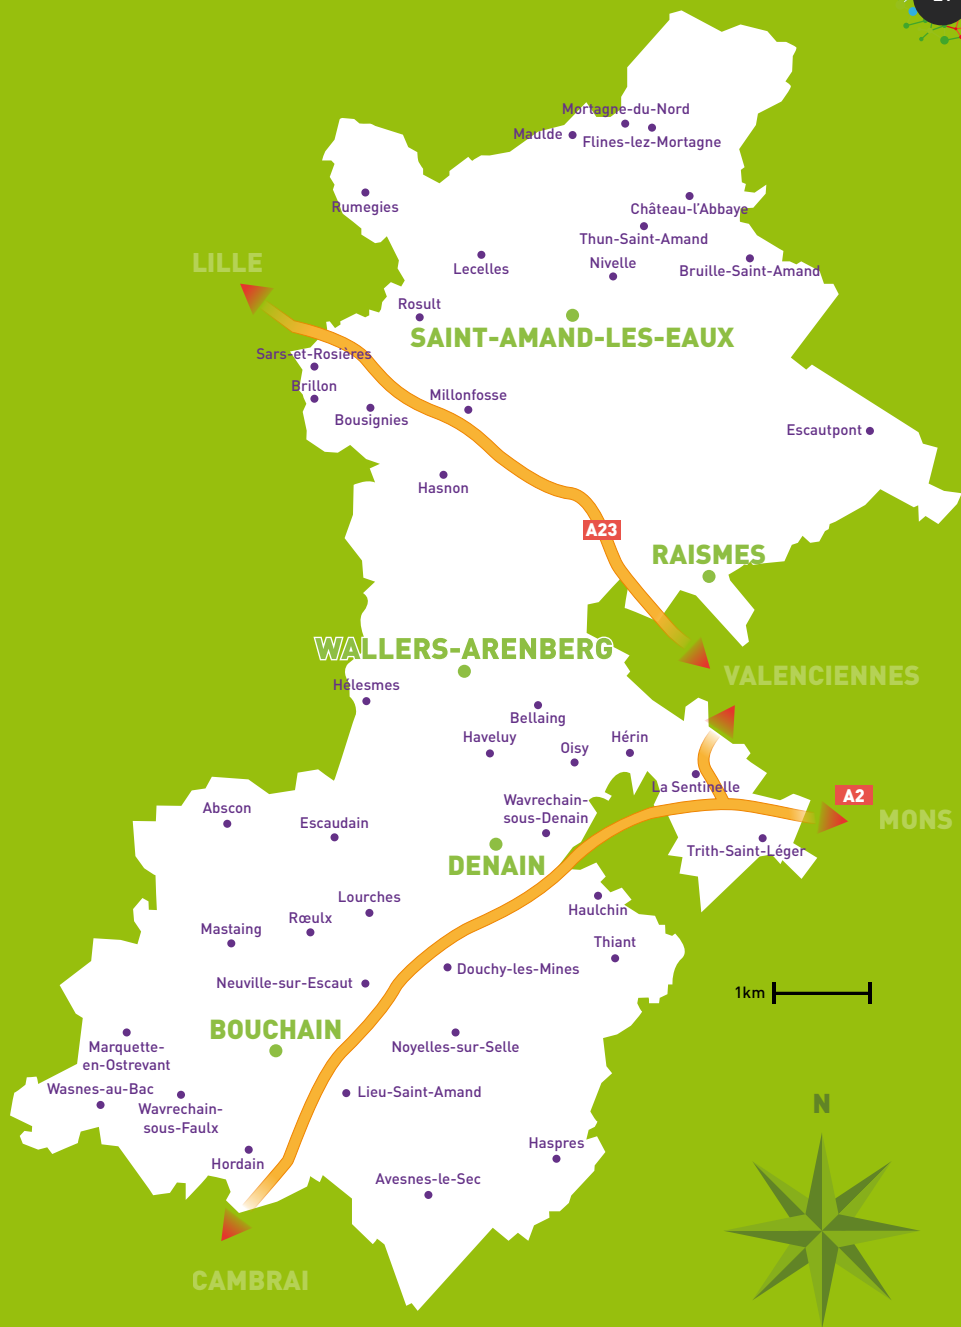 Mortagne-du-Nord
Maulde
Flines-lez-Mortagne
Rumegies
Château-l'Abbaye
Thun-Saint-Amand
LILLE
Lecelles
Nivelle
Bruille-Saint-Amand
Rosult
SAINT-AMAND-LES-EAUX
Sars-et-Rosières
Brillon
Millonfosse
Bousignies
Escautpont
Hasnon
A23
RAISMES
WALLERS-ARENBERG
VALENCIENNES
Hélesmes
Bellaing
Haveluy
Oisy
Hérin
La Sentinelle
A2
Abscon
Escaudain
Wavrechain-
sous-Denain
MONS
DENAIN
Trith-Saint-Léger
Lourches
Haulchin
Rœulx
Mastaing
Thiant
Douchy-les-Mines
Neuville-sur-Escaut
1km
BOUCHAIN
Marquette-
en-Ostrevant
Noyelles-sur-Selle
Wasnes-au-Bac
Lieu-Saint-Amand
Wavrechain-
sous-Faulx
N
Haspres
Hordain
Avesnes-le-Sec
CAMBRAI